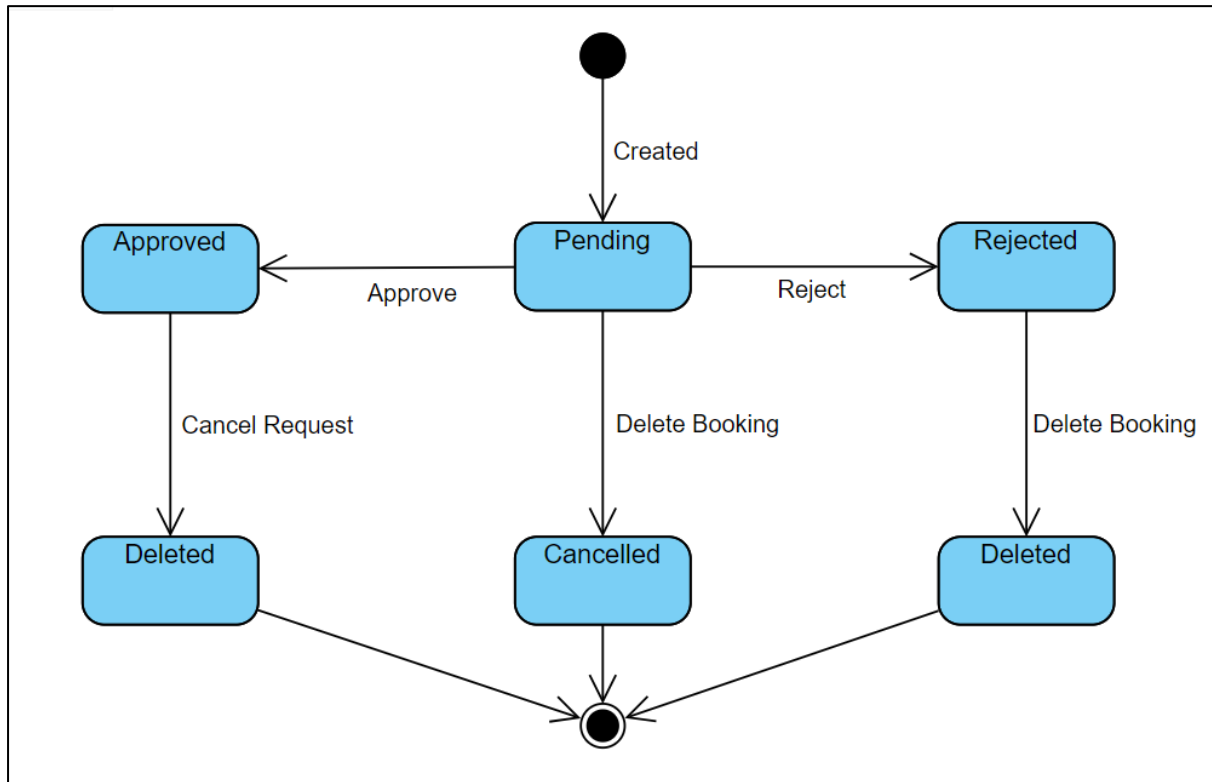 Created
Approved
Pending
Rejected
Approve
Reject
Cancel Request
Delete Booking
Delete Booking
Deleted
Cancelled
Deleted